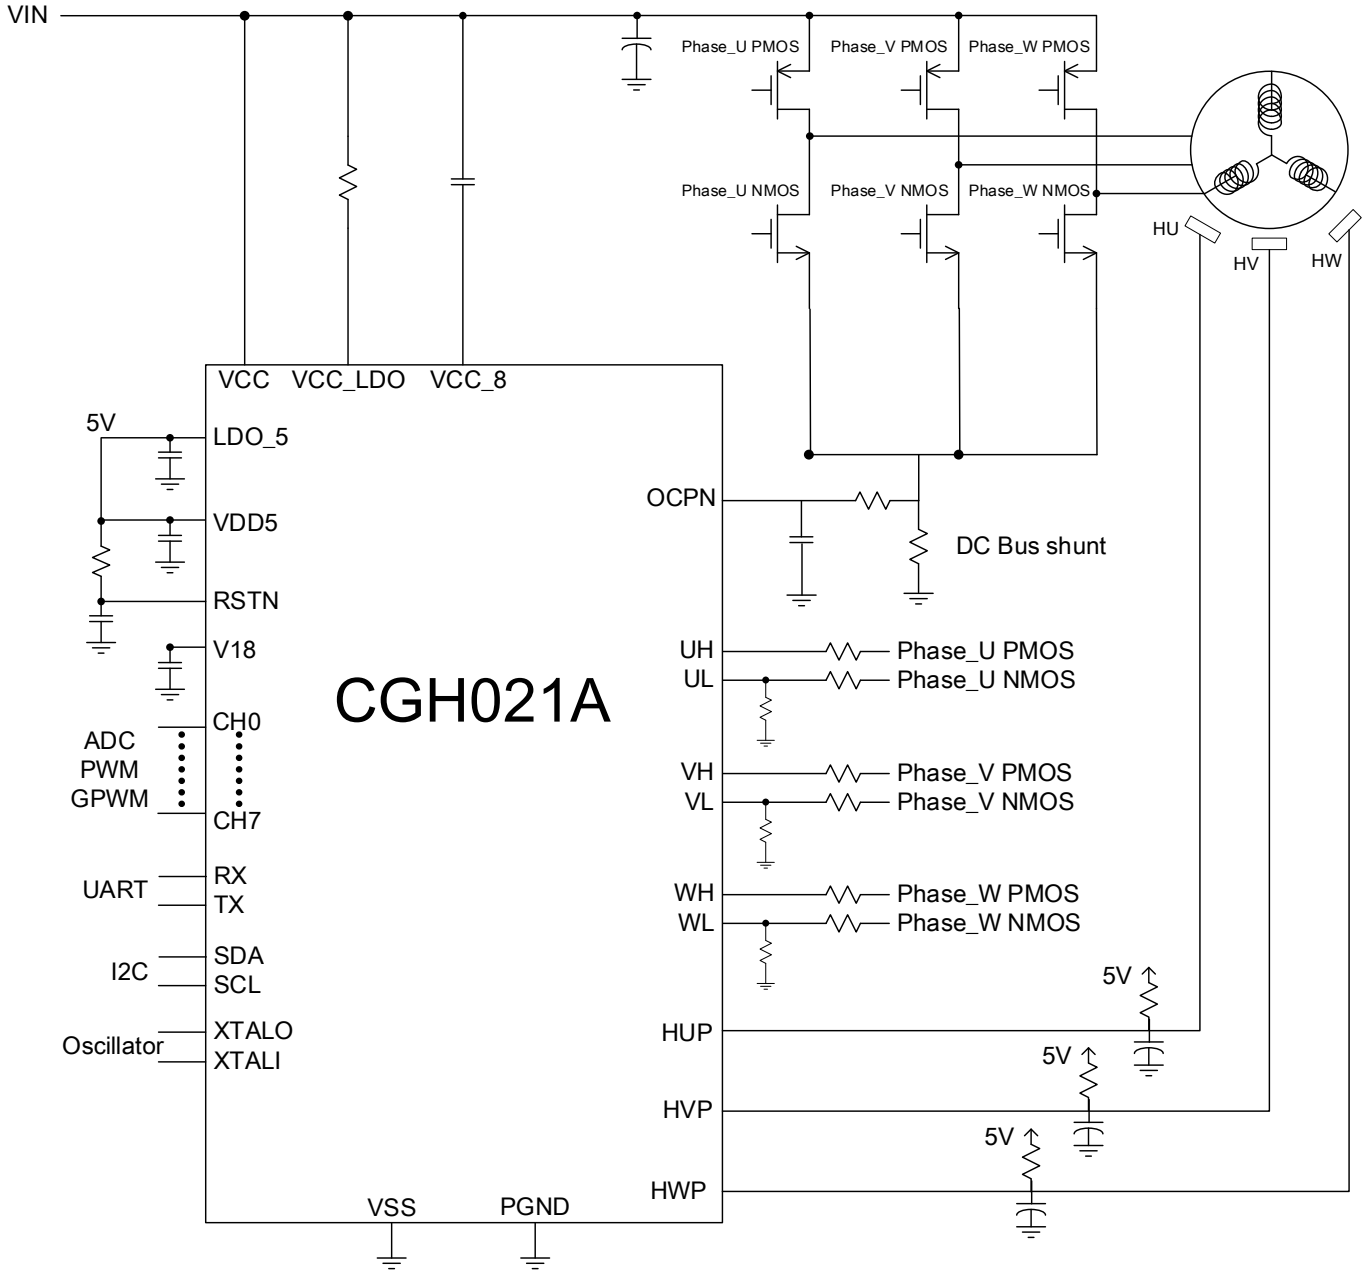 VIN
Phase_U PMOS
Phase_V PMOS
Phase_W PMOS
Phase_U NMOS
Phase_V NMOS
Phase_W NMOS
HU
HV
HW
VCC
VCC_LDO
VCC_8
5V
LDO_5
VDD5
RSTN
V18
CH0
ADC
PWM
GPWM
CH7
UART
RX
TX
I2C
SDA
SCL
Oscillator
XTALO
XTALI
CGH021A
VSS
PGND
OCPN
DC Bus shunt
UH
Phase_U PMOS
UL
Phase_U NMOS
VH
Phase_V PMOS
VL
Phase_V NMOS
WH
Phase_W PMOS
WL
Phase_W NMOS
5V
HUP
5V
HVP
5V
HWP